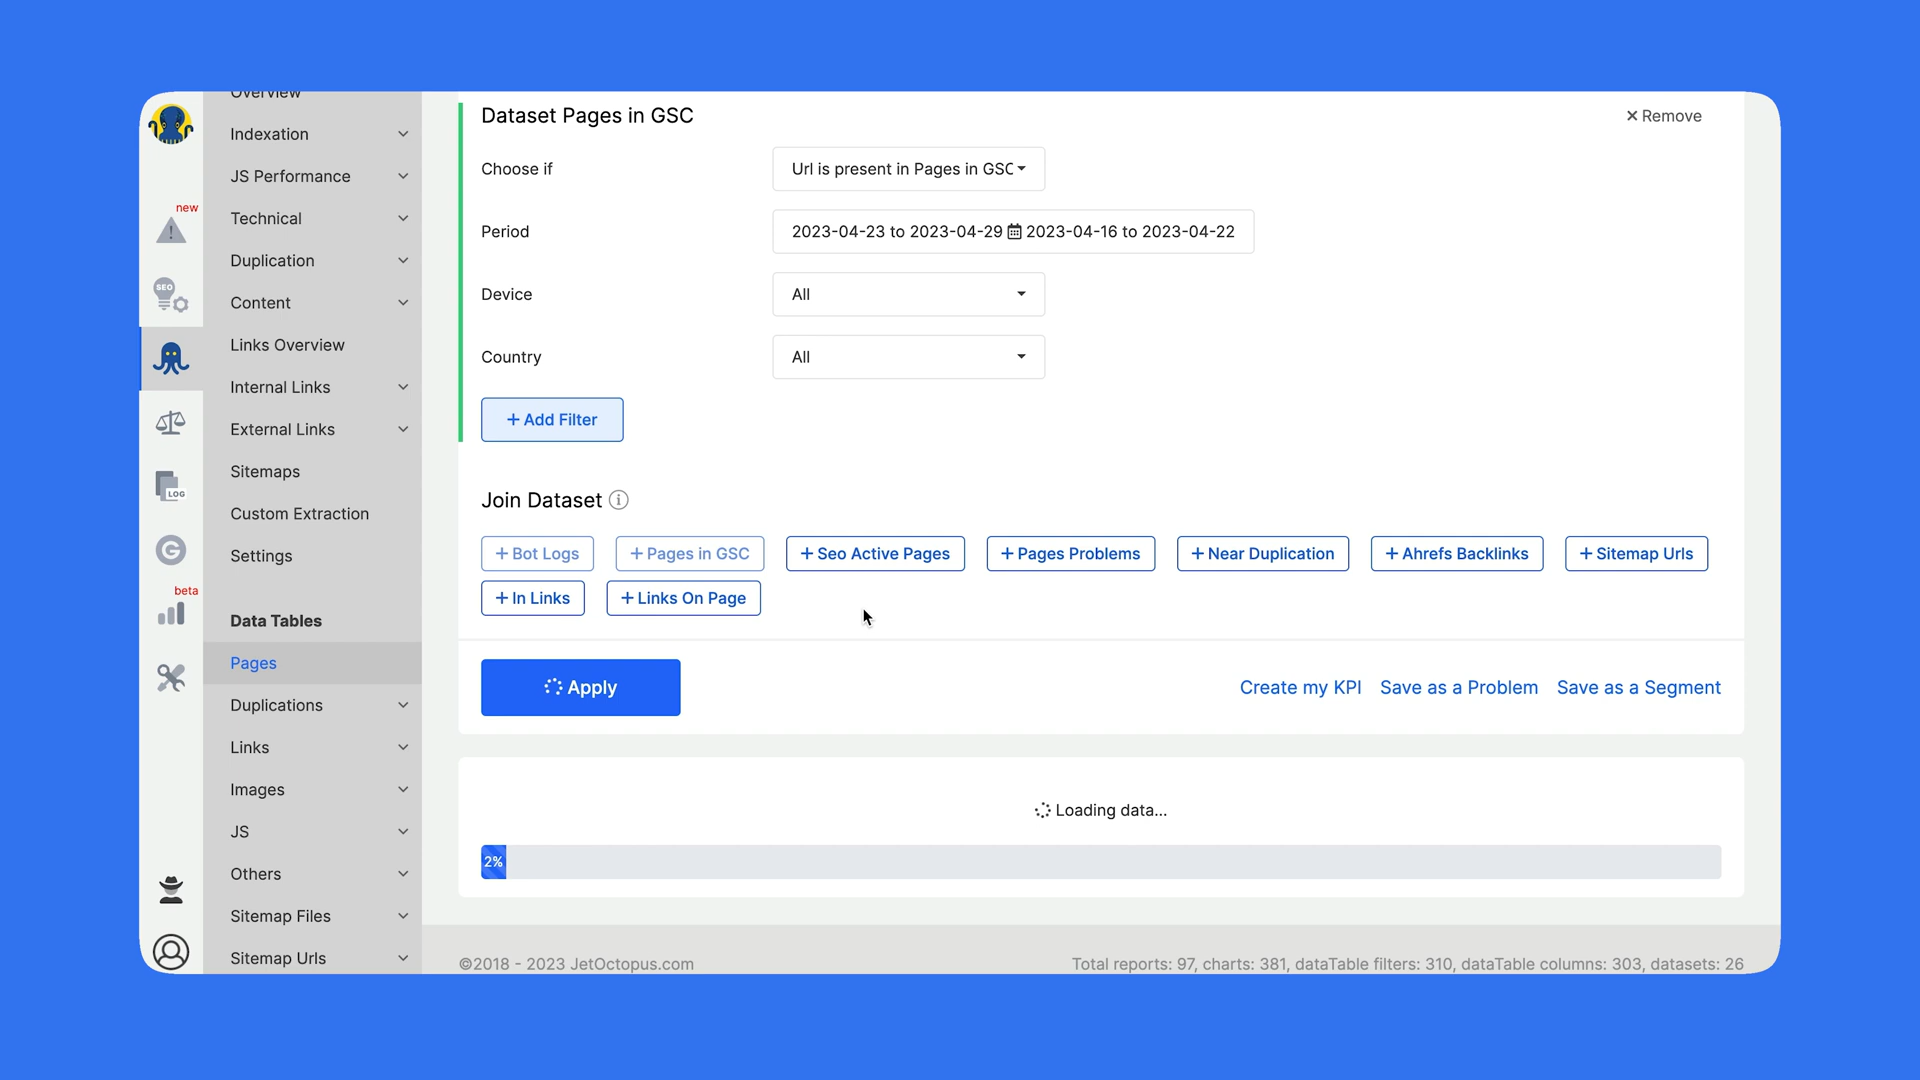 Overview
Indexation
JS Performance
Technical
Duplication
Content
Links Overview
Internal Links
External Links
Sitemaps
Custom Extraction
Settings
Data Tables
Pages
Duplications
Links
Images
JS
Others
Sitemap Files
Sitemap Urls
new
SEO
LOG
G
beta
Dataset Pages in GSC
Remove
Choose if
Url is present in Pages in GSC
Period
2023-04-23 to 2023-04-29 2023-04-16 to 2023-04-22
Device
All
Country
All
+ Add Filter
Join Dataset i
+ Bot Logs + Pages in GSC + Seo Active Pages + Pages Problems + Near Duplication + Ahrefs Backlinks + Sitemap Urls
+ In Links + Links On Page
Apply
Create my KPI Save as a Problem Save as a Segment
Loading data...
2%
©2018 - 2023 JetOctopus.com
Total reports: 97, charts: 381, dataTable filters: 310, dataTable columns: 303, datasets: 26